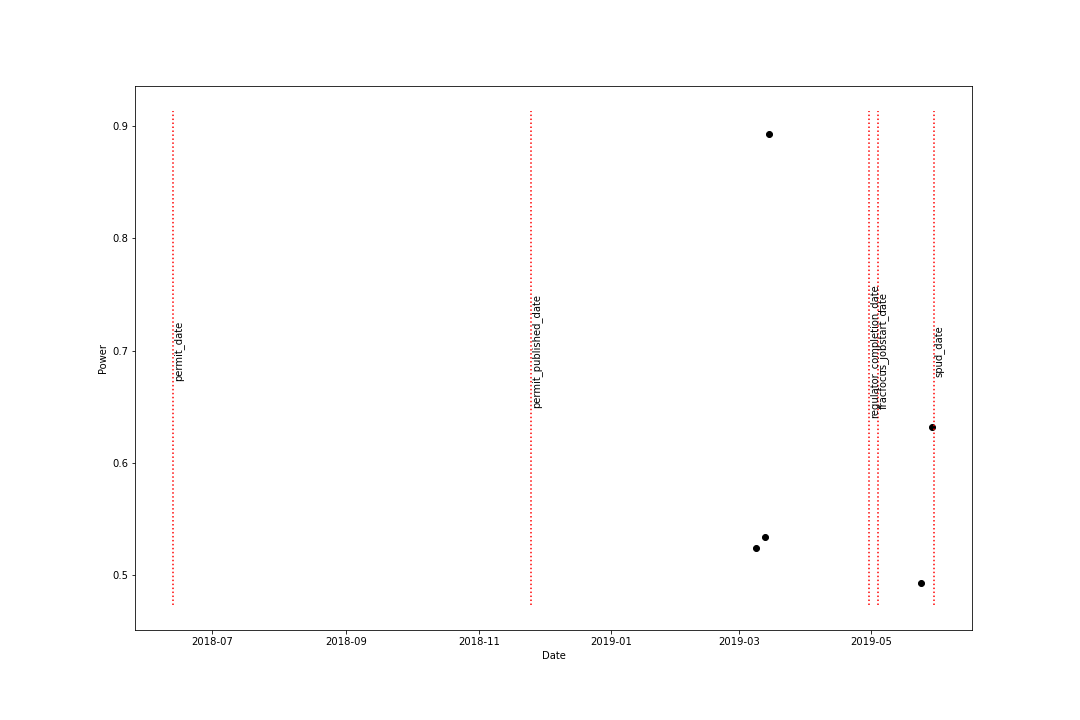 0.9
0.8
0.7
0.6
0.5
Power
permit_date
permit_published_date
regulator_completion_date
fracfocus_jobstart_date
spud_date
2018-07
2018-09
2018-11
2019-01
2019-03
2019-05
Date